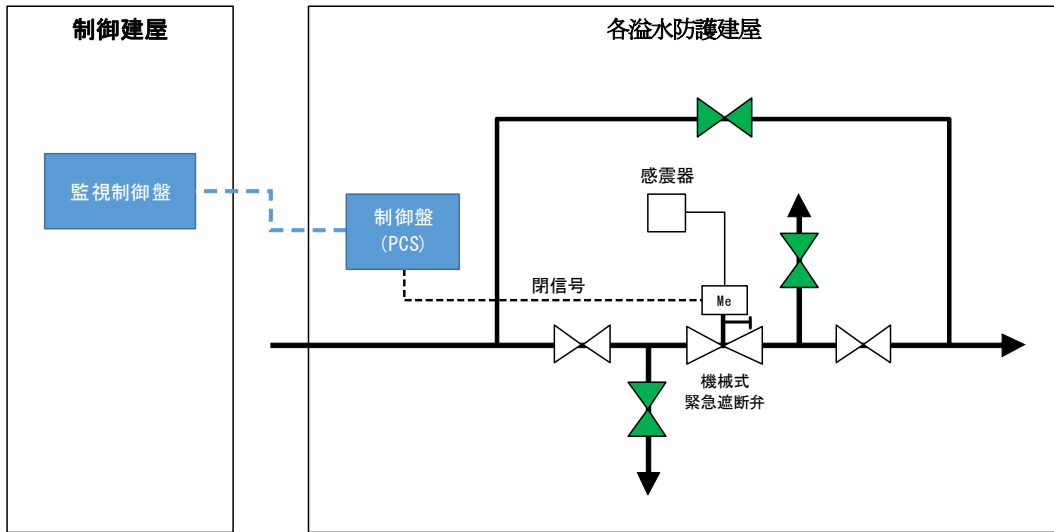 制御建屋
各溢水防護建屋
監視制御盤
制御盤
(PCS)
感震器
閉信号
Me
機械式
緊急遮断弁